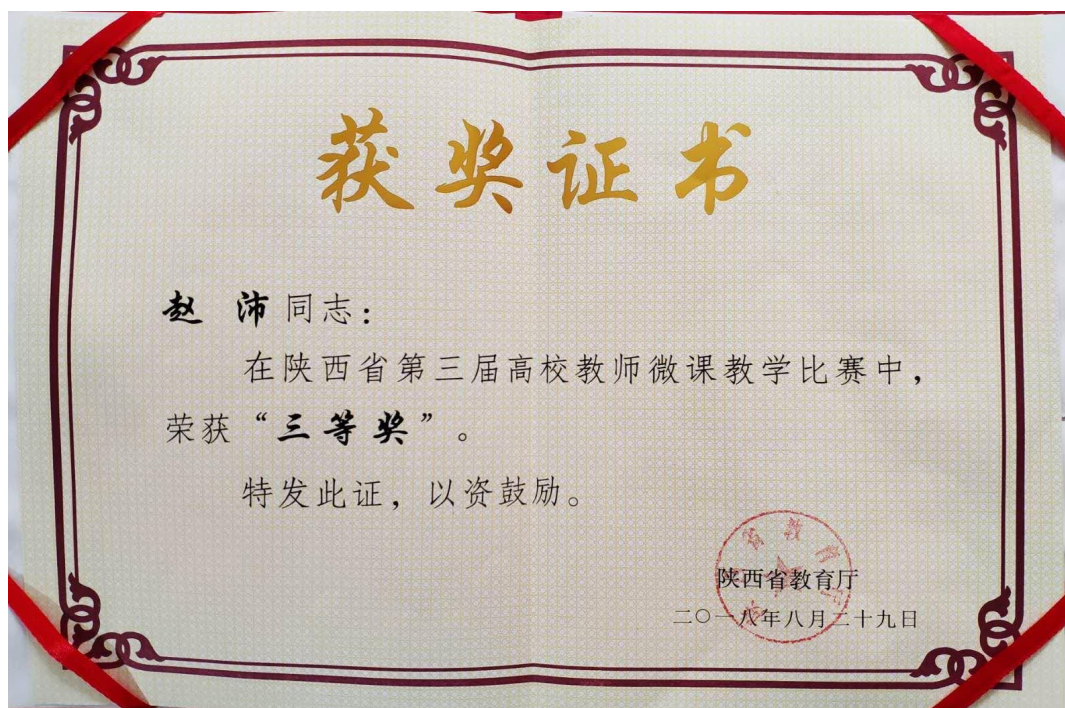 获奖证书
赵 沛同志：
在陕西省第三届高校教师微课教学比赛中，
荣获“三等奖”。
特发此证，以资鼓励。
陕西省教育厅
二〇一八年八月二十九日